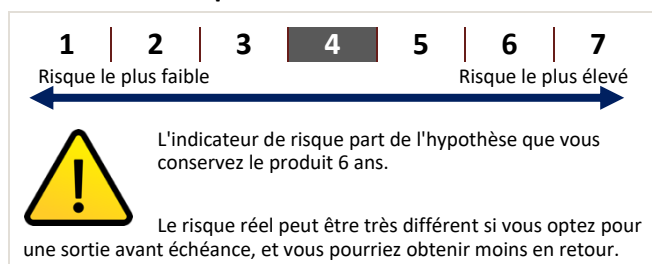 1 2 3 4 5 6 7
Risque le plus faible Risque le plus élevé
L'indicateur de risque part de l'hypothèse que vous
conservez le produit 6 ans.
Le risque réel peut être très différent si vous optez pour
une sortie avant échéance, et vous pourriez obtenir moins en retour.